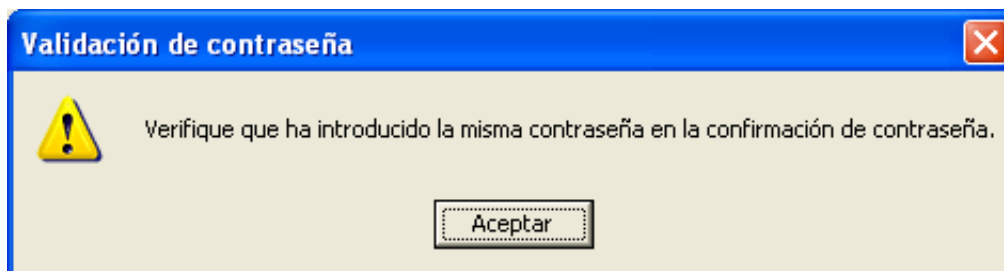 Validación de contraseña
Verifique que ha introducido la misma contraseña en la confirmación de contraseña.
Aceptar